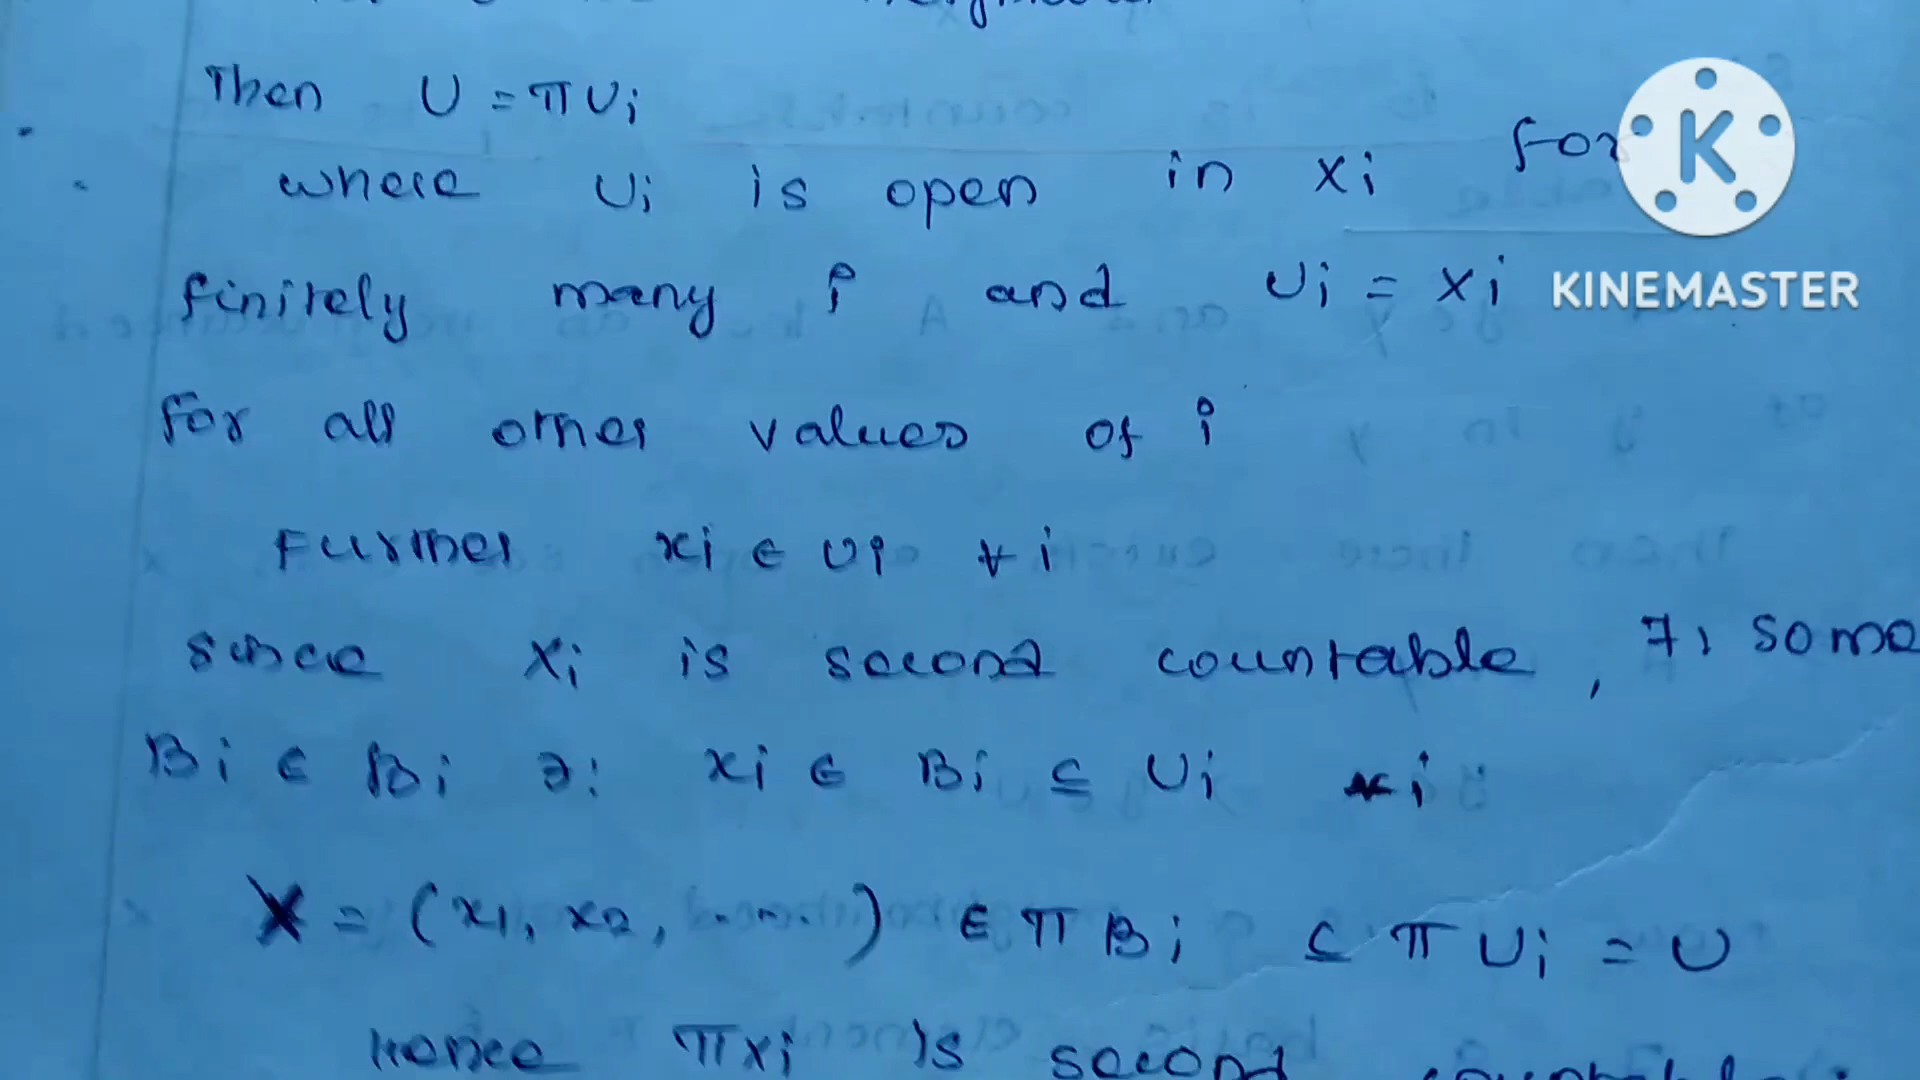 Then U = πUi
where Ui is open in Xi for
finitely many i and Ui = Xi
for all other values of i
Further xi ∈ Ui ∀ i
since Xi is second countable, ∃, some
Bi ∈ Bi ∋: xi ∈ Bi ⊆ Ui ∀ i
X = (x1, x2, ......) ∈ π Bi ⊆ π Ui = U
Hence πXi is second
KINEMASTER